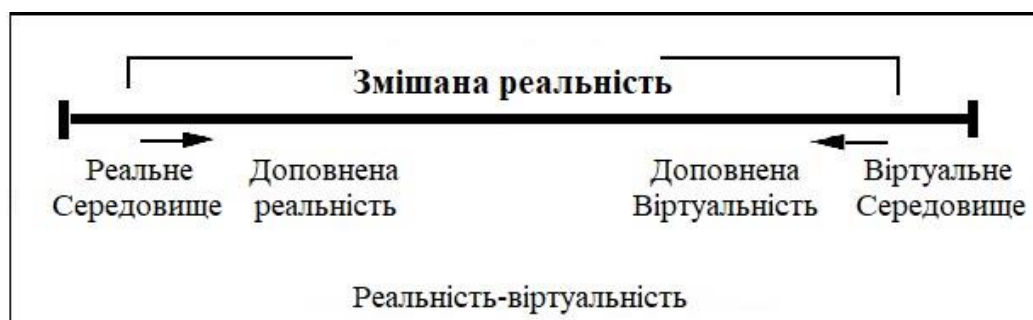 Змішана реальність
Реальне
Середовище
Доповнена
реальність
Доповнена
Віртуальність
Віртуальне
Середовище
Реальність-віртуальність